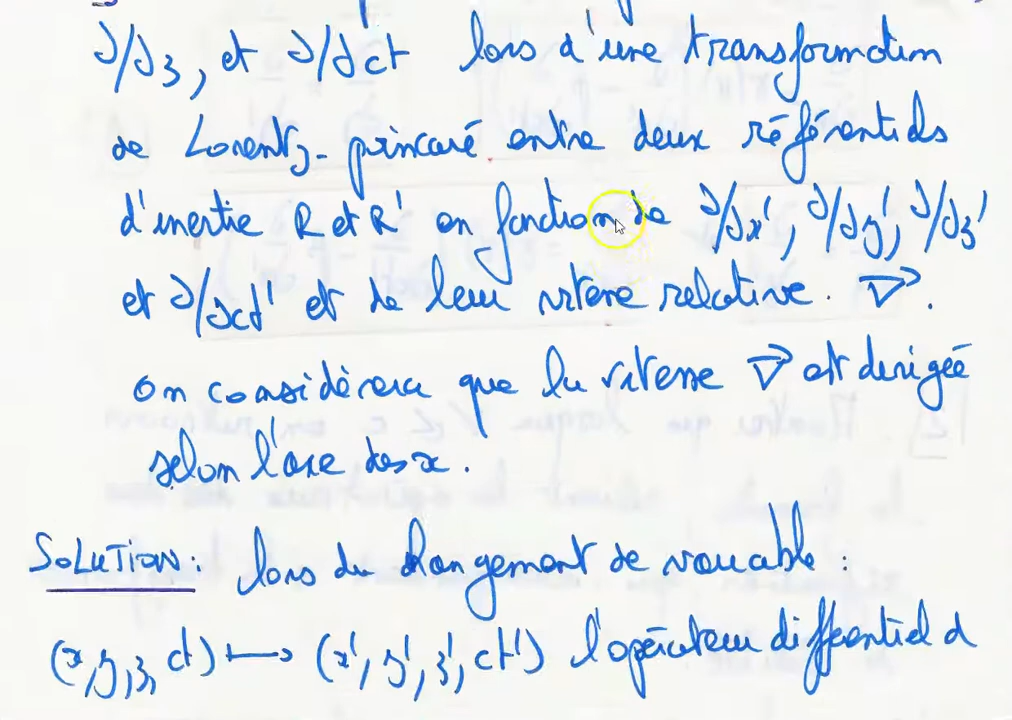 ∂/∂z, et ∂/∂ct lors d'une transformation
de Lorentz-poincaré entre deux référentiels
d'inertie R et R' en fonction de ∂/∂x', ∂/∂y', ∂/∂z'
et ∂/∂ct' et de leur vitesse relative. V⃗.
on considèrera que la vitesse V⃗ est dirigée
selon l'axe des x.
SOLUTION: lors du changement de variable :
(x,y,z, ct) ⟼ (x', y', z', ct') l'opérateur différentiel d